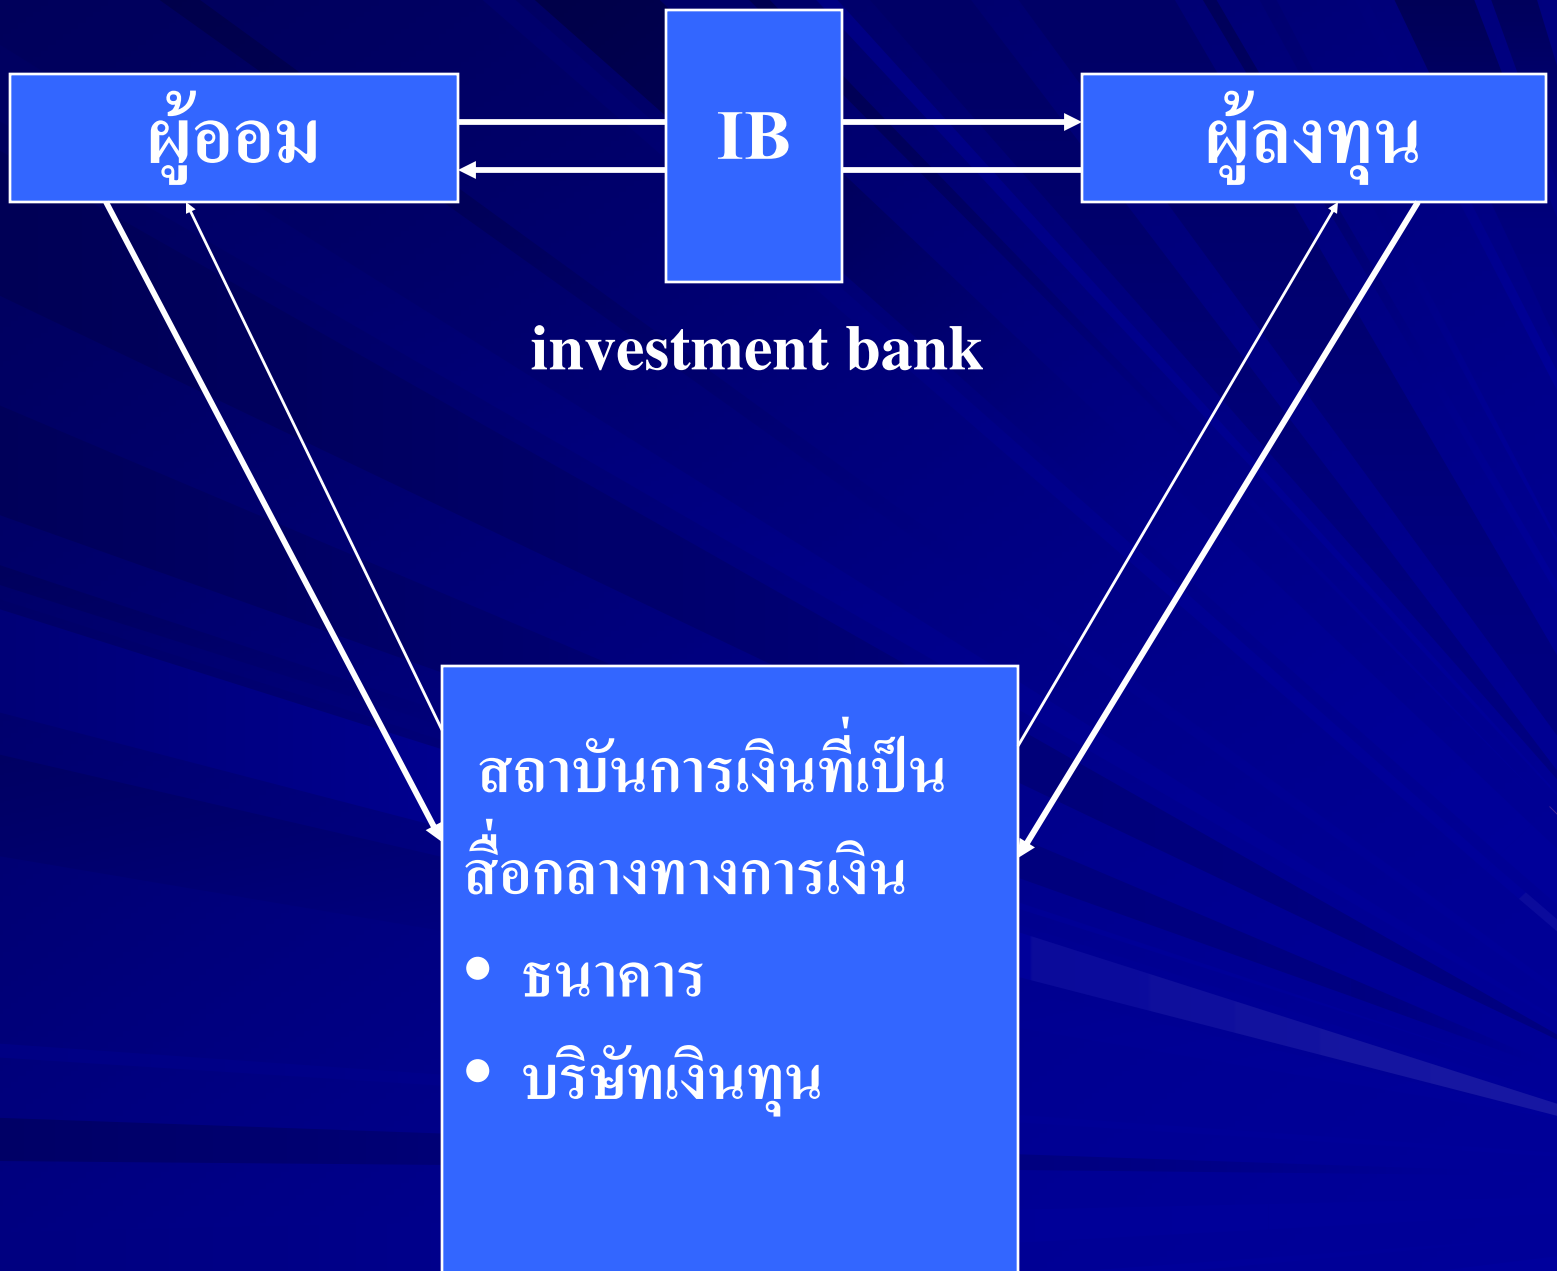 ผู้ออม
IB
ผู้ลงทุน
investment bank
สถาบันการเงินที่เป็น
สื่อกลางทางการเงิน
• ธนาคาร
• บริษัทเงินทุน